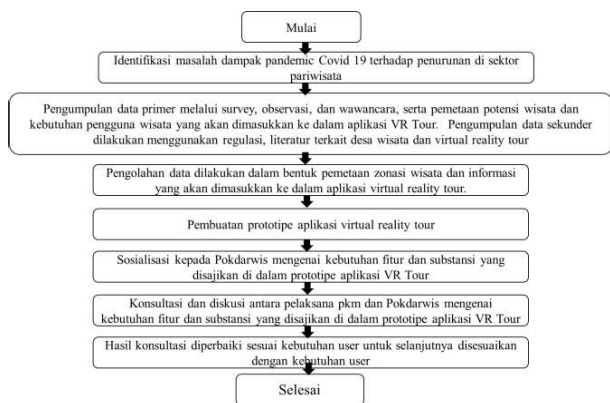 Mulai
Identifikasi masalah dampak pandemic Covid 19 terhadap penurunan di sektor
pariwisata
Pengumpulan data primer melalui survey, observasi, dan wawancara, serta pemetaan potensi wisata dan
kebutuhan pengguna wisata yang akan dimasukkan ke dalam aplikasi VR Tour. Pengumpulan data sekunder
dilakukan menggunakan regulasi, literatur terkait desa wisata dan virtual reality tour
Pengolahan data dilakukan dalam bentuk pemetaan zonasi wisata dan informasi
yang akan dimasukkan ke dalam aplikasi virtual reality tour.
Pembuatan prototipe aplikasi virtual reality tour
Sosialisasi kepada Pokdarwis mengenai kebutuhan fitur dan substansi yang
disajikan di dalam prototipe aplikasi VR Tour
Konsultasi dan diskusi antara pelaksana pkm dan Pokdarwis mengenai
kebutuhan fitur dan substansi yang disajikan di dalam prototipe aplikasi VR Tour
Hasil konsultasi diperbaiki sesuai kebutuhan user untuk selanjutnya disesuaikan
dengan kebutuhan user
Selesai